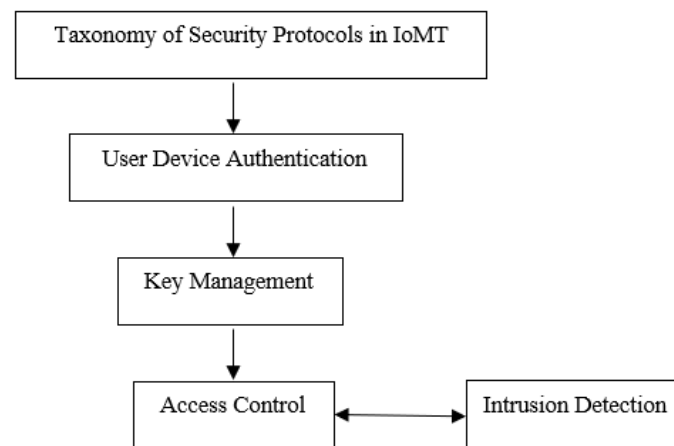 Taxonomy of Security Protocols in IoMT
User Device Authentication
Key Management
Access Control
Intrusion Detection